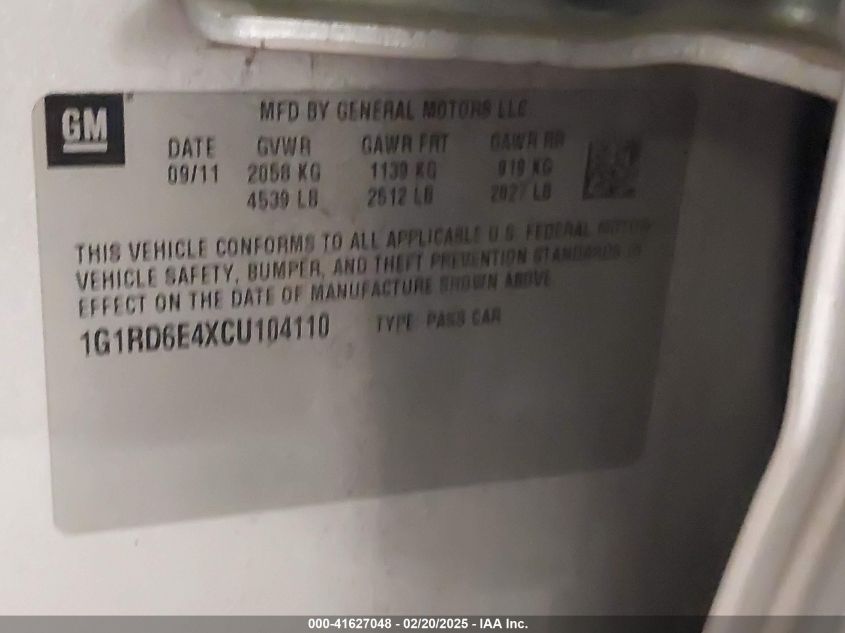 GM
MFD BY GENERAL MOTORS LLC
DATE GVWR GAWR FRT GAWR RR
09/11 2058 KG 1139 KG 919 KG
4539 LB 2512 LB 2027 LB
THIS VEHICLE CONFORMS TO ALL APPLICABLE U.S. FEDERAL MOTOR
VEHICLE SAFETY, BUMPER, AND THEFT PREVENTION STANDARDS IN
EFFECT ON THE DATE OF MANUFACTURE SHOWN ABOVE.
1G1RD6E4XCU104110 TYPE: PASS CAR
000-41627048 - 02/20/2025 - IAA Inc.